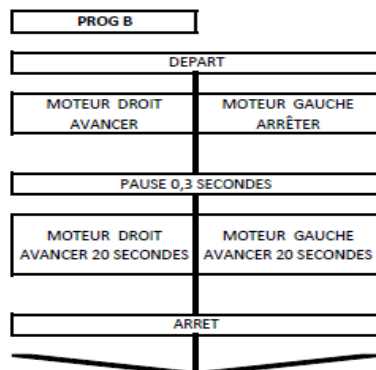 PROG B
DEPART
MOTEUR DROIT
AVANCER
MOTEUR GAUCHE
ARRÊTER
PAUSE 0,3 SECONDES
MOTEUR DROIT
AVANCER 20 SECONDES
MOTEUR GAUCHE
AVANCER 20 SECONDES
ARRET